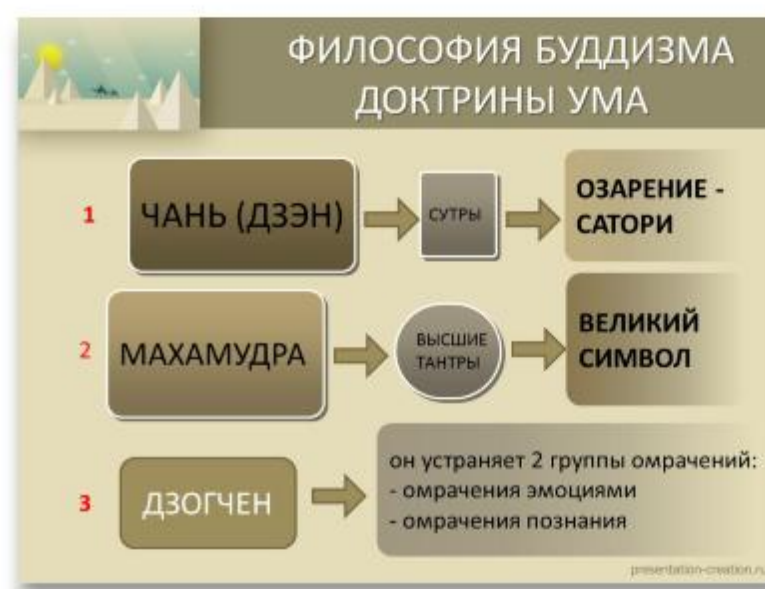 ФИЛОСОФИЯ БУДДИЗМА
ДОКТРИНЫ УМА
1
ЧАНЬ (ДЗЭН)
СУТРЫ
ОЗАРЕНИЕ -
САТОРИ
2
МАХАМУДРА
ВЫСШИЕ
ТАНТРЫ
ВЕЛИКИЙ
СИМВОЛ
3
ДЗОГЧЕН
он устраняет 2 группы омрачений:
- омрачения эмоциями
- омрачения познания
presentation-creation.ru